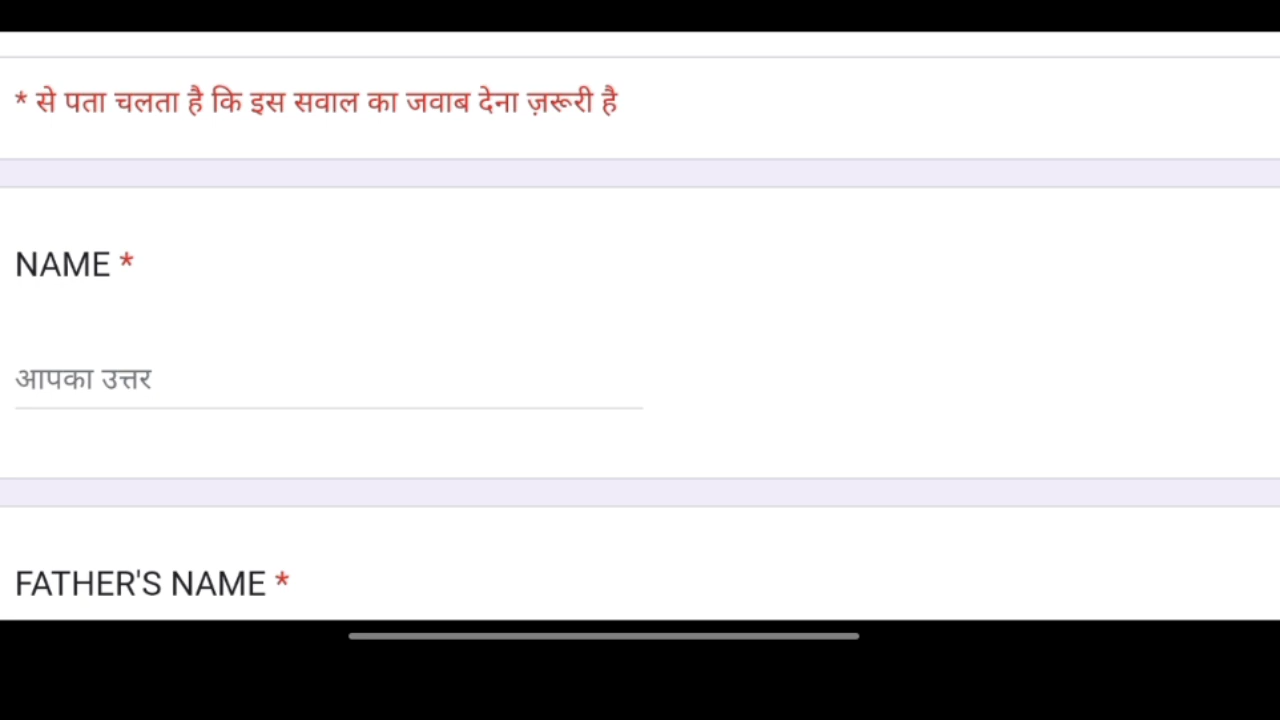 * से पता चलता है कि इस सवाल का जवाब देना ज़रूरी है
NAME *
आपका उत्तर
FATHER'S NAME *